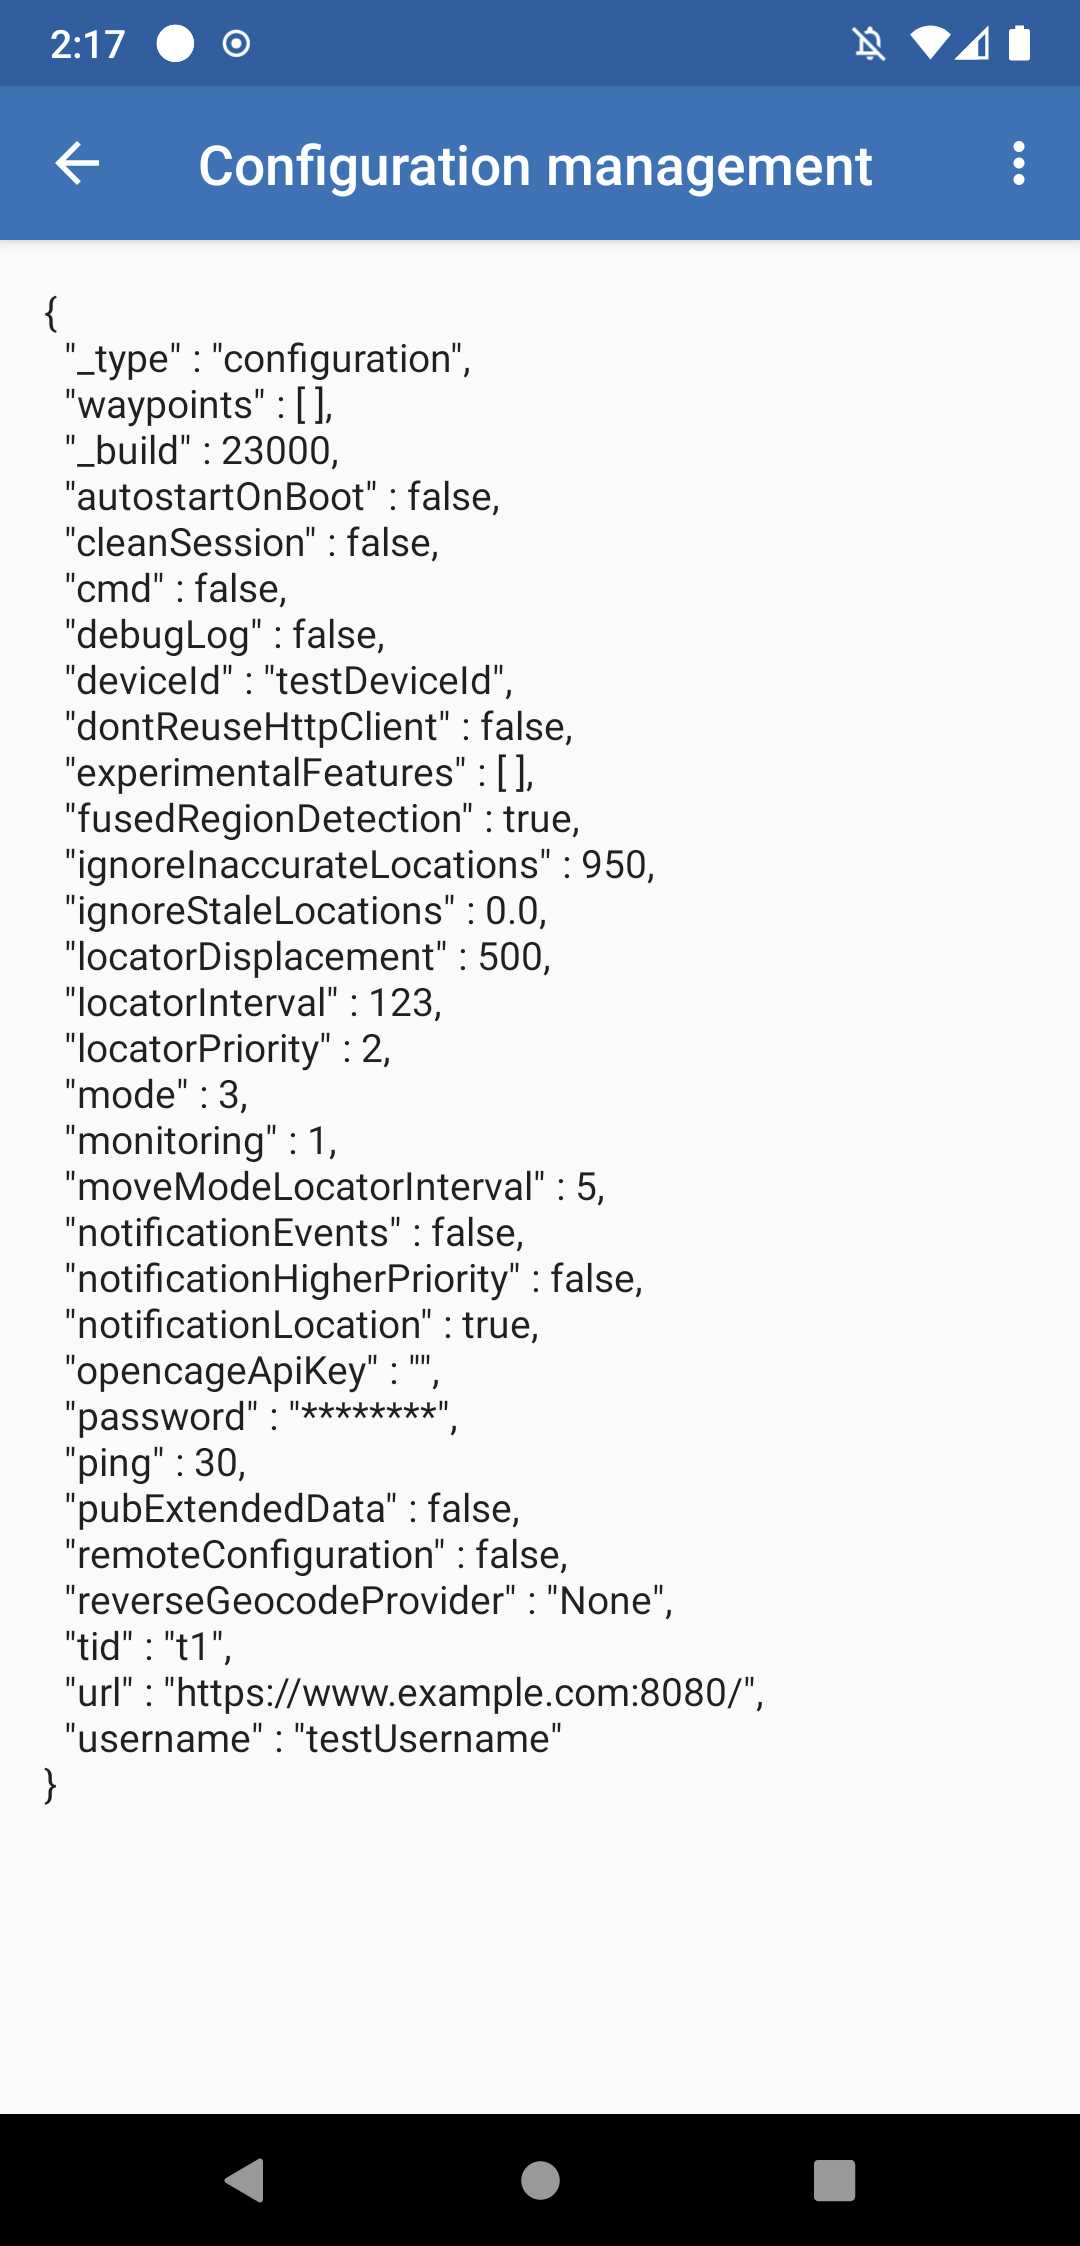 2:17
Configuration management
{
"_type" : "configuration",
"waypoints" : [ ],
"_build" : 23000,
"autostartOnBoot" : false,
"cleanSession" : false,
"cmd" : false,
"debugLog" : false,
"deviceId" : "testDeviceId",
"dontReuseHttpClient" : false,
"experimentalFeatures" : [ ],
"fusedRegionDetection" : true,
"ignoreInaccurateLocations" : 950,
"ignoreStaleLocations" : 0.0,
"locatorDisplacement" : 500,
"locatorInterval" : 123,
"locatorPriority" : 2,
"mode" : 3,
"monitoring" : 1,
"moveModeLocatorInterval" : 5,
"notificationEvents" : false,
"notificationHigherPriority" : false,
"notificationLocation" : true,
"opencageApiKey" : "",
"password" : "********",
"ping" : 30,
"pubExtendedData" : false,
"remoteConfiguration" : false,
"reverseGeocodeProvider" : "None",
"tid" : "t1",
"url" : "https://www.example.com:8080/",
"username" : "testUsername"
}